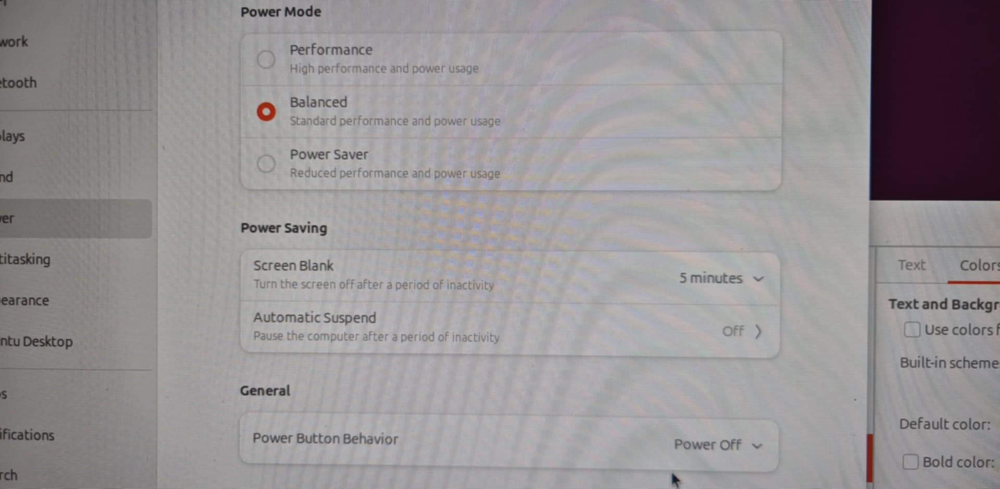 work
etooth
plays
nd
wer
titasking
earance
ntu Desktop
s
ifications
rch
Power Mode
Performance
High performance and power usage
Balanced
Standard performance and power usage
Power Saver
Reduced performance and power usage
Power Saving
Screen Blank
5 minutes
Turn the screen off after a period of inactivity
Automatic Suspend
Off
Pause the computer after a period of inactivity
General
Power Button Behavior
Power Off
Text Colors
Text and Backgr
Use colors f
Built-in scheme
Default color:
Bold color: